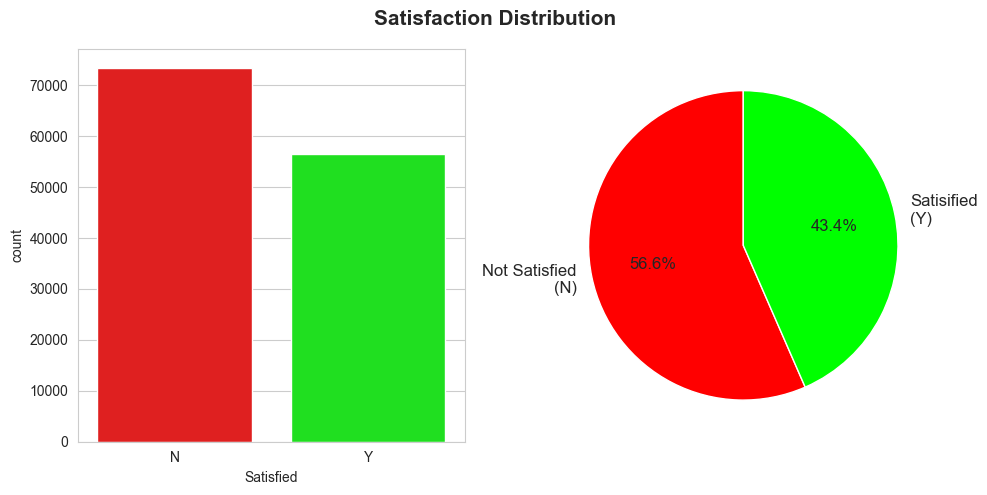 Satisfaction Distribution
70000
60000
50000
40000
30000
20000
10000
0
count
N
Y
Satisfied
Not Satisfied
(N)
56.6%
43.4%
Satisified
(Y)